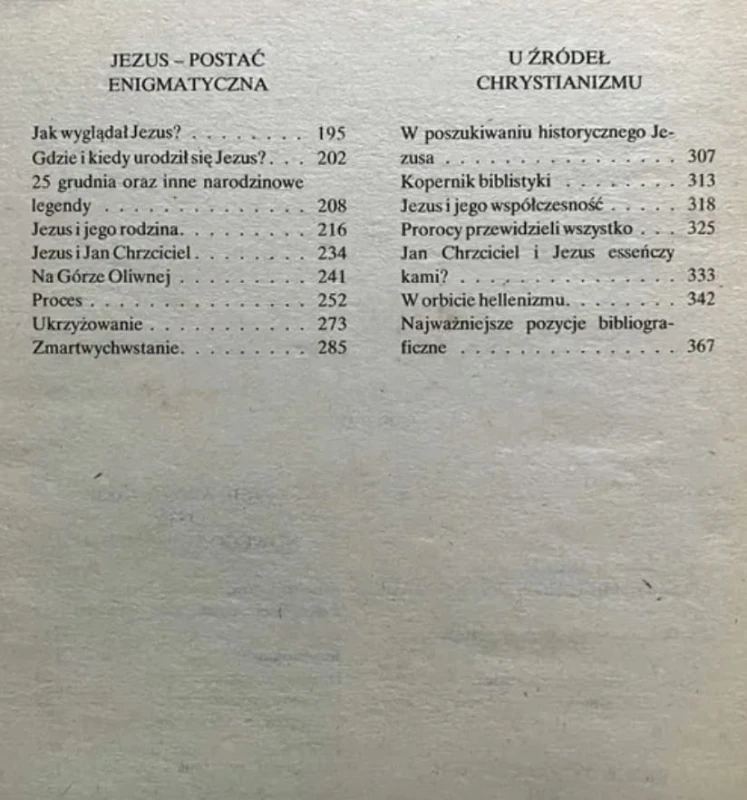 JEZUS – POSTAĆ
ENIGMATYCZNA
Jak wyglądał Jezus? . . . . . . . . 195
Gdzie i kiedy urodził się Jezus? . . . 202
25 grudnia oraz inne narodzinowe
legendy . . . . . . . . . . . . . . 208
Jezus i jego rodzina. . . . . . . . . 216
Jezus i Jan Chrzciciel . . . . . . . . 234
Na Górze Oliwnej . . . . . . . . . 241
Proces . . . . . . . . . . . . . . . 252
Ukrzyżowanie . . . . . . . . . . . 273
Zmartwychwstanie. . . . . . . . . 285
U ŹRÓDEŁ
CHRYSTIANIZMU
W poszukiwaniu historycznego Je-
zusa . . . . . . . . . . . . . . . . 307
Kopernik biblistyki . . . . . . . . 313
Jezus i jego współczesność . . . . . 318
Prorocy przewidzieli wszystko . . . 325
Jan Chrzciciel i Jezus esseńczy
kami? . . . . . . . . . . . . . . . 333
W orbicie hellenizmu. . . . . . . . 342
Najważniejsze pozycje bibliogra-
ficzne . . . . . . . . . . . . . . . 367